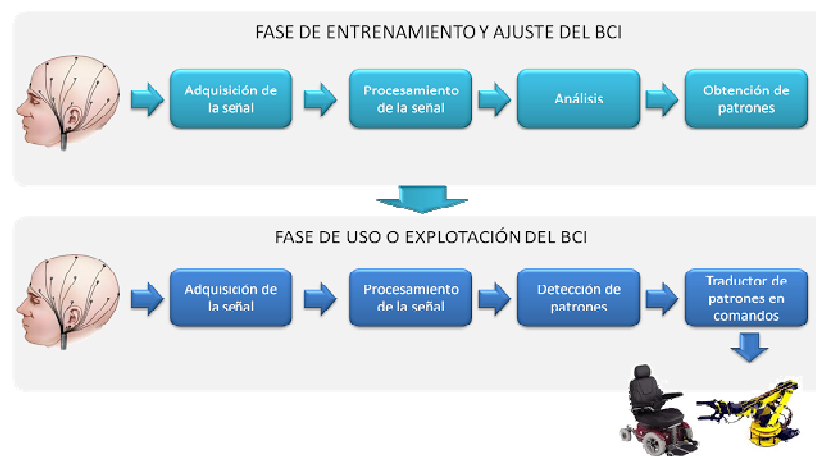 FASE DE ENTRENAMIENTO Y AJUSTE DEL BCI
Adquisición de
la señal
Procesamiento
de la señal
Análisis
Obtención de
patrones
FASE DE USO O EXPLOTACIÓN DEL BCI
Adquisición de
la señal
Procesamiento
de la señal
Detección de
patrones
Traductor de
patrones en
comandos